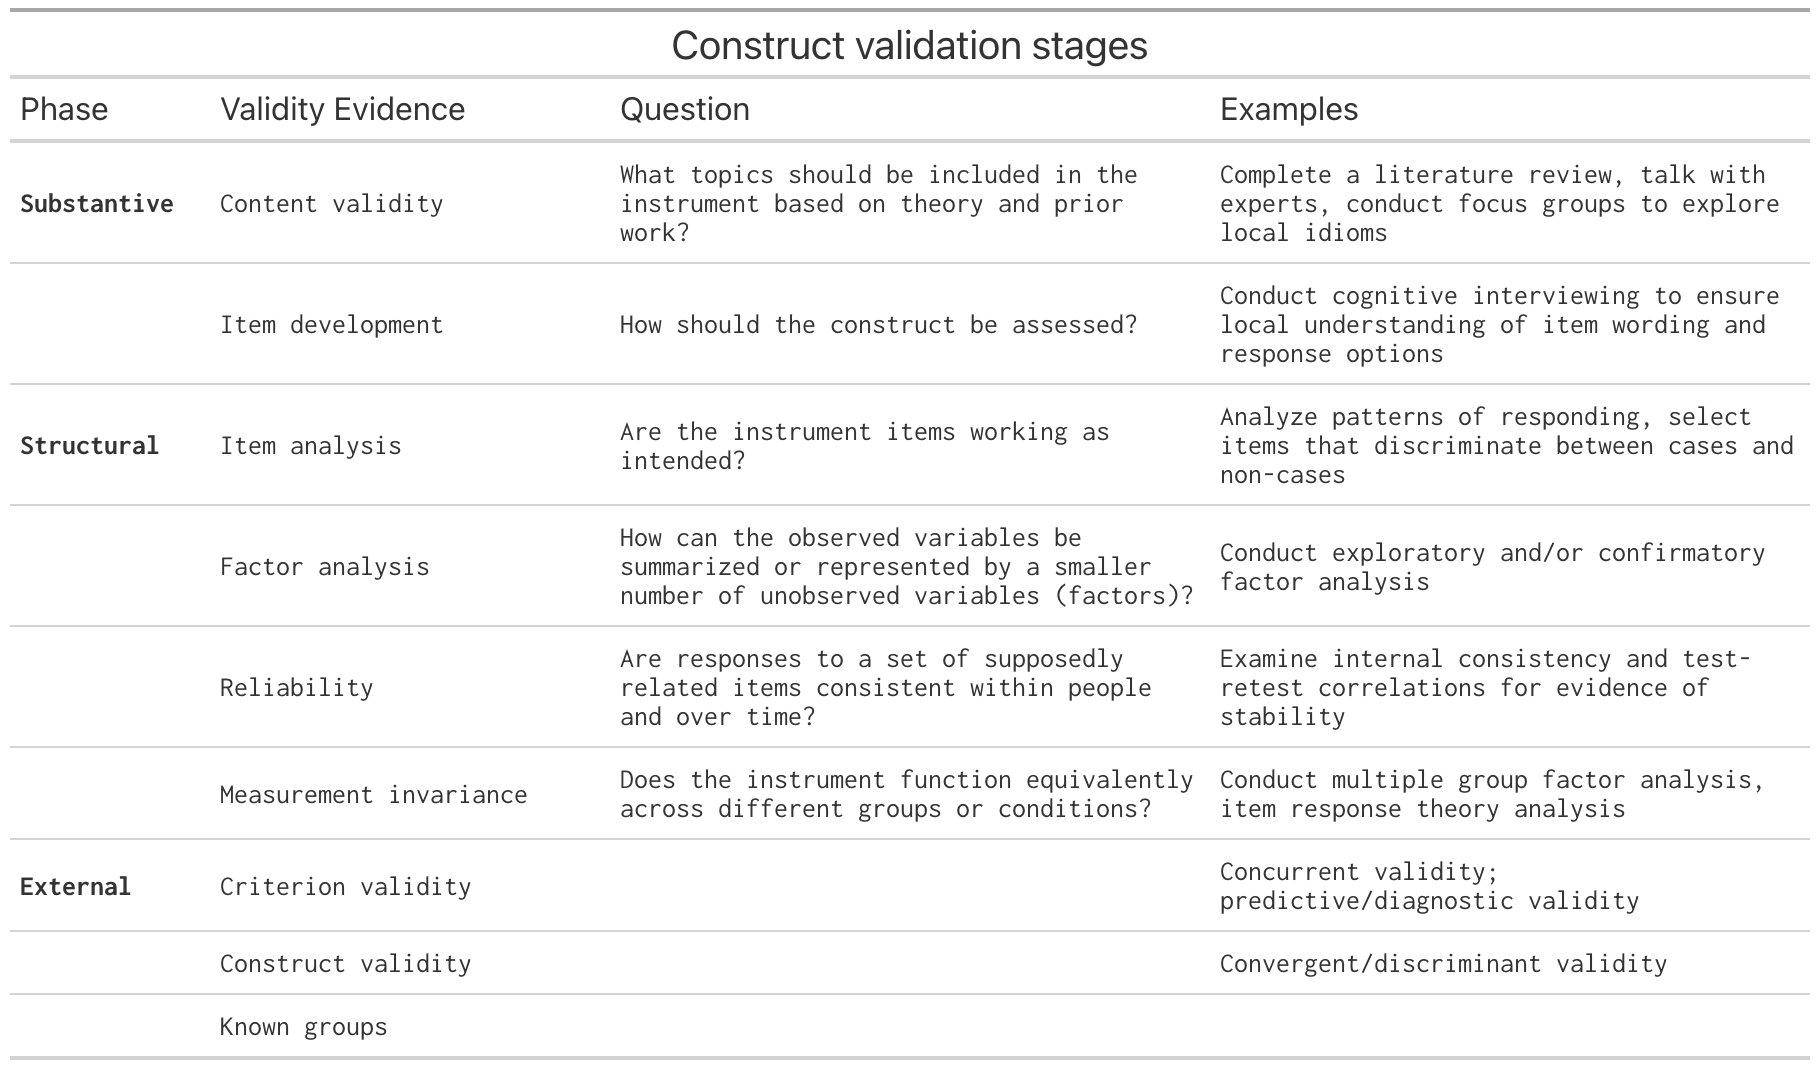 Construct validation stages
Phase Validity Evidence Question Examples
Substantive
Content validity
What topics should be included in the
instrument based on theory and prior
work?
Complete a literature review, talk with
experts, conduct focus groups to explore
local idioms
Item development
How should the construct be assessed?
Conduct cognitive interviewing to ensure
local understanding of item wording and
response options
Structural
Item analysis
Are the instrument items working as
intended?
Analyze patterns of responding, select
items that discriminate between cases and
non-cases
Factor analysis
How can the observed variables be
summarized or represented by a smaller
number of unobserved variables (factors)?
Conduct exploratory and/or confirmatory
factor analysis
Reliability
Are responses to a set of supposedly
related items consistent within people
and over time?
Examine internal consistency and test-
retest correlations for evidence of
stability
Measurement invariance
Does the instrument function equivalently
across different groups or conditions?
Conduct multiple group factor analysis,
item response theory analysis
External
Criterion validity
Concurrent validity;
predictive/diagnostic validity
Construct validity
Convergent/discriminant validity
Known groups